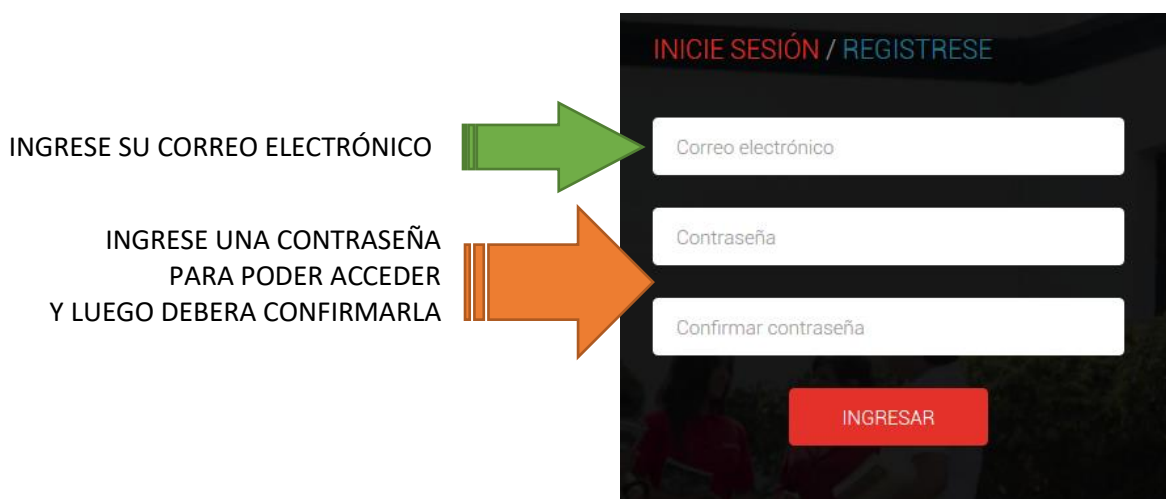 INICIE SESIÓN / REGISTRESE
INGRESE SU CORREO ELECTRÓNICO
Correo electrónico
INGRESE UNA CONTRASEÑA
PARA PODER ACCEDER
Y LUEGO DEBERA CONFIRMARLA
Contraseña
Confirmar contraseña
INGRESAR